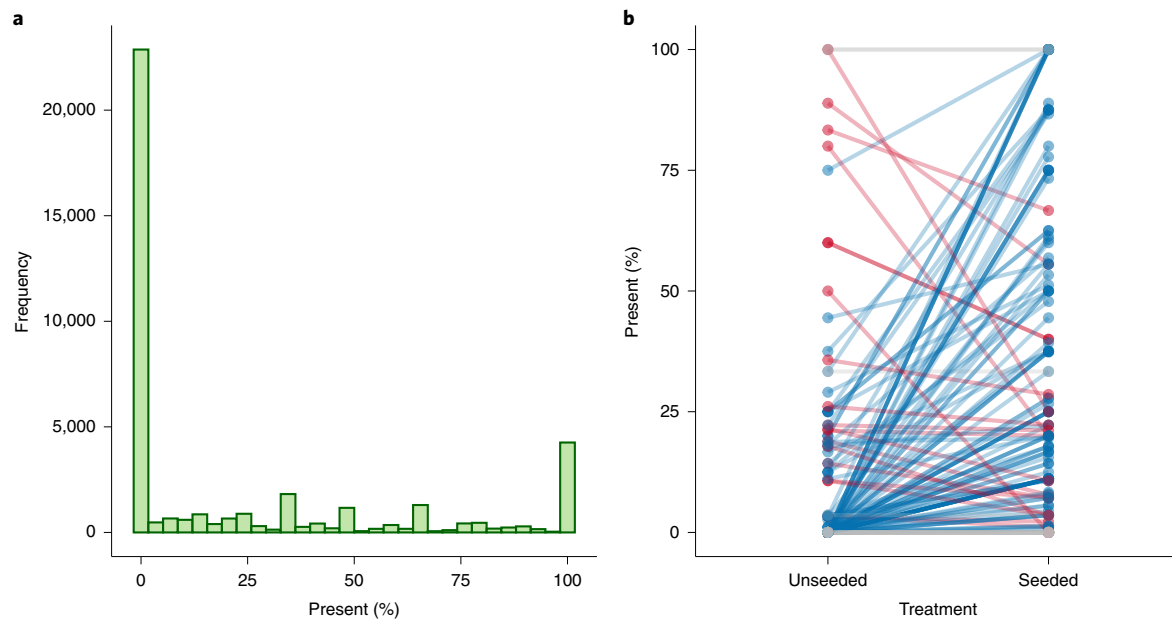 a
20,000
15,000
10,000
5,000
0
Frequency
0 25 50 75 100
Present (%)
b
100
75
50
25
0
Present (%)
Unseeded Seeded
Treatment